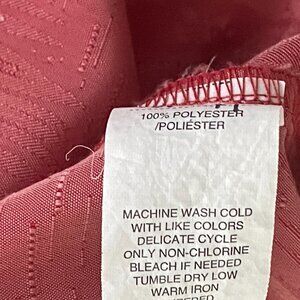 100% POLYESTER
/POLIÉSTER
MACHINE WASH COLD
WITH LIKE COLORS
DELICATE CYCLE
ONLY NON-CHLORINE
BLEACH IF NEEDED
TUMBLE DRY LOW
WARM IRON